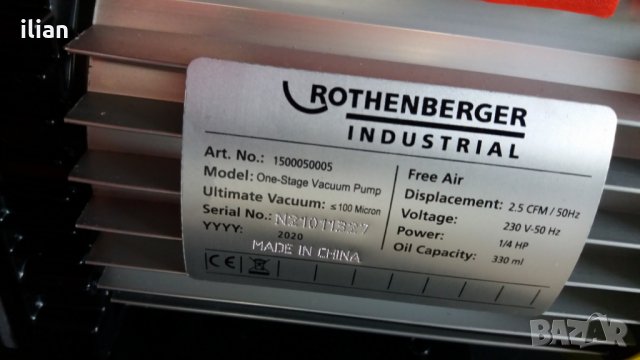 ilian
ROTHENBERGER
INDUSTRIAL
Art. No.: 1500050005
Model: One-Stage Vacuum Pump
Ultimate Vacuum: ≤100 Micron
Serial No.: N21011327
YYYY: 2020
MADE IN CHINA
CE
Free Air
Displacement: 2.5 CFM / 50Hz
Voltage: 230 V-50 Hz
Power: 1/4 HP
Oil Capacity: 330 ml
BAZAR